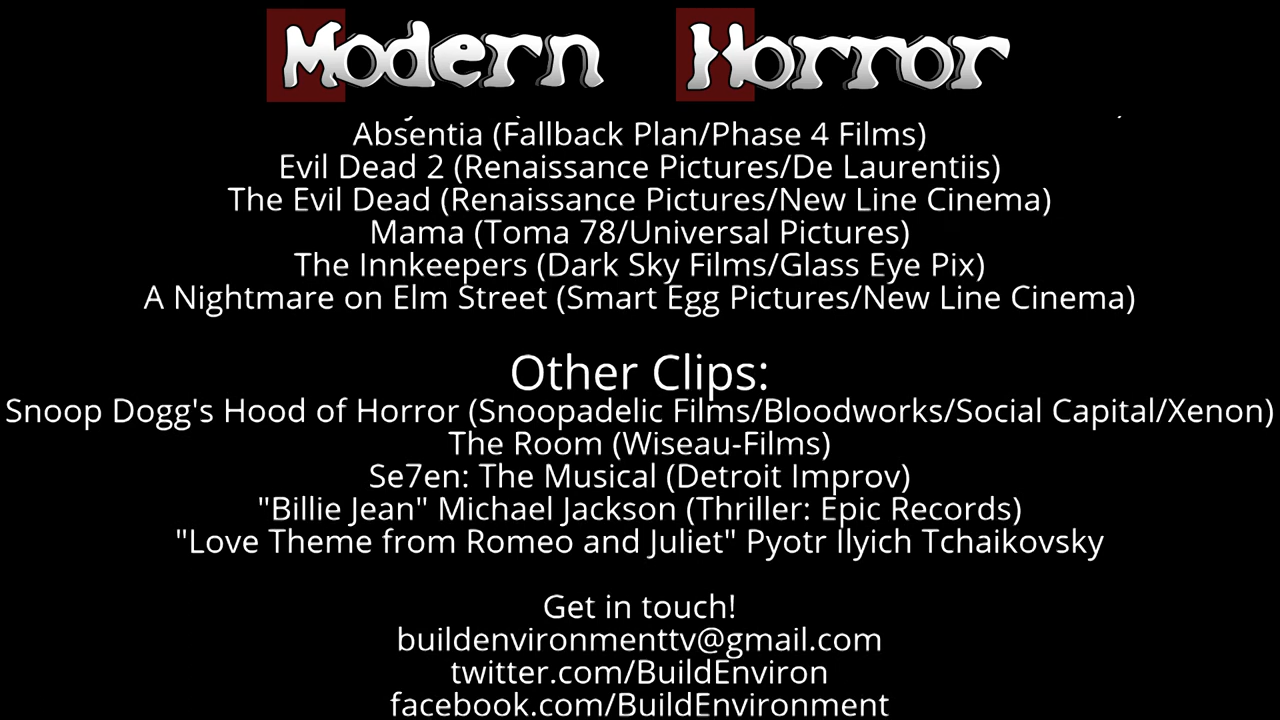 Modern Horror
Absentia (Fallback Plan/Phase 4 Films)
Evil Dead 2 (Renaissance Pictures/De Laurentiis)
The Evil Dead (Renaissance Pictures/New Line Cinema)
Mama (Toma 78/Universal Pictures)
The Innkeepers (Dark Sky Films/Glass Eye Pix)
A Nightmare on Elm Street (Smart Egg Pictures/New Line Cinema)
Other Clips:
Snoop Dogg's Hood of Horror (Snoopadelic Films/Bloodworks/Social Capital/Xenon)
The Room (Wiseau-Films)
Se7en: The Musical (Detroit Improv)
"Billie Jean" Michael Jackson (Thriller: Epic Records)
"Love Theme from Romeo and Juliet" Pyotr Ilyich Tchaikovsky
Get in touch!
buildenvironmenttv@gmail.com
twitter.com/BuildEnviron
facebook.com/BuildEnvironment